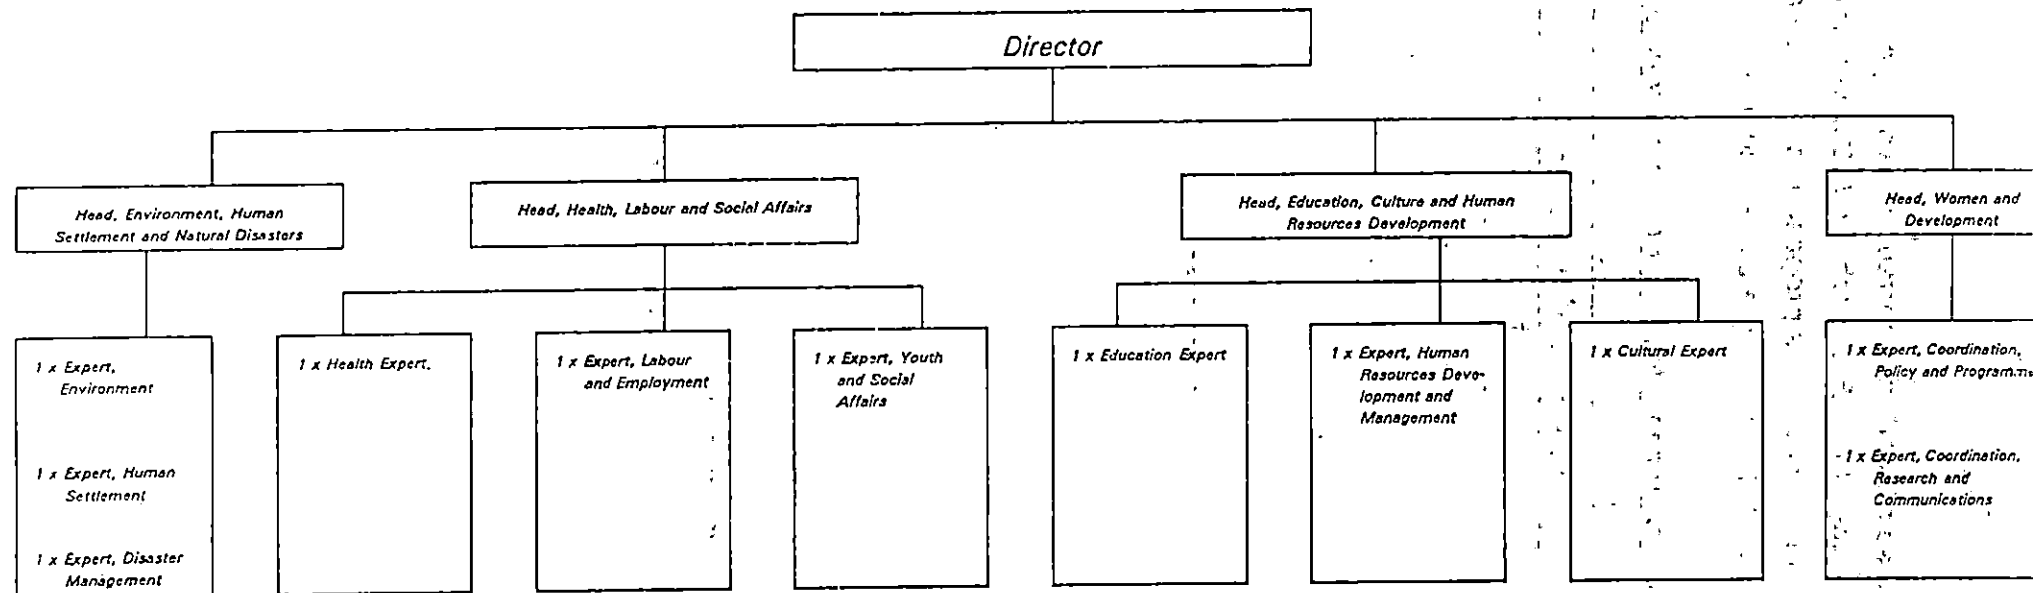 Director
Head, Environment, Human
Settlement and Natural Disasters
Head, Health, Labour and Social Affairs
Head, Education, Culture and Human
Resources Development
Head, Women and
Development
1 x Expert,
Environment
1 x Expert, Human
Settlement
1 x Expert, Disaster
Management
1 x Health Expert.
1 x Expert, Labour
and Employment
1 x Expert, Youth
and Social
Affairs
1 x Education Expert
1 x Expert, Human
Resources Deve-
lopment and
Management
1 x Cultural Expert
1 x Expert, Coordination,
Policy and Programme
1 x Expert, Coordination,
Research and
Communications